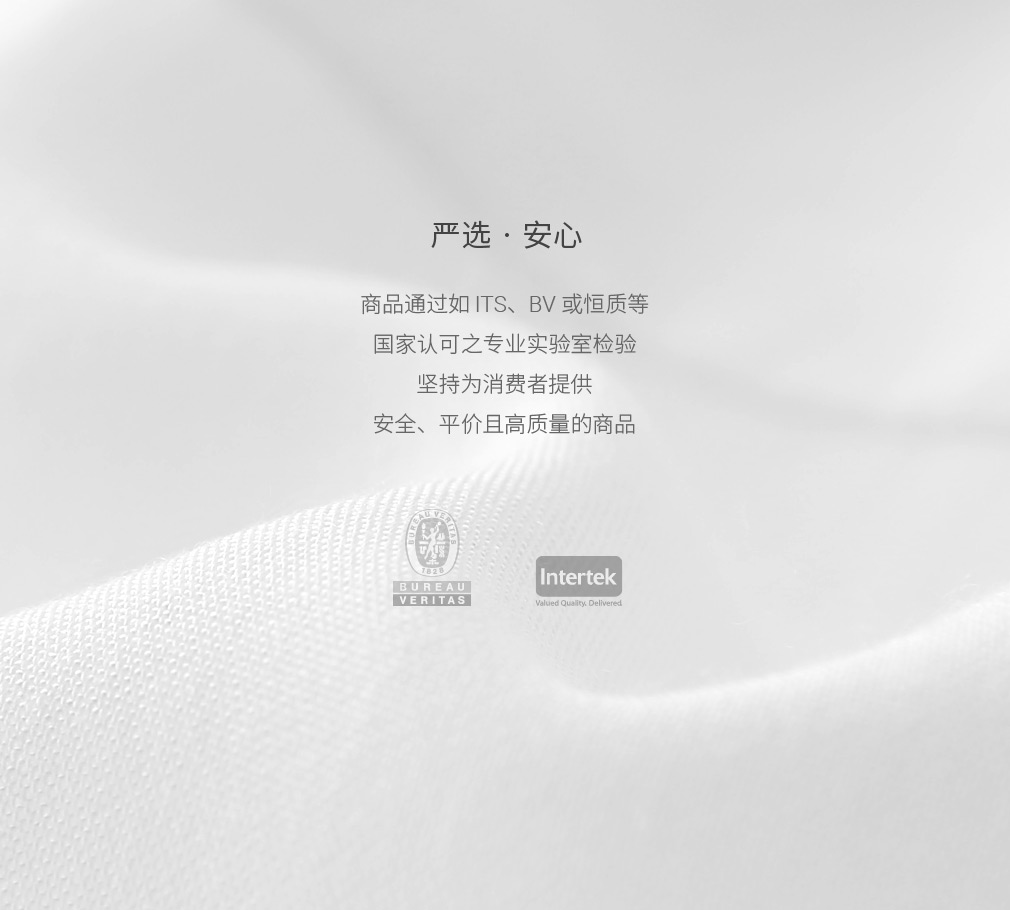 严选 · 安心
商品通过如 ITS、BV 或恒质等
国家认可之专业实验室检验
坚持为消费者提供
安全、平价且高质量的商品
BUREAU VERITAS
1828
BUREAU
VERITAS
Intertek
Valued Quality. Delivered.